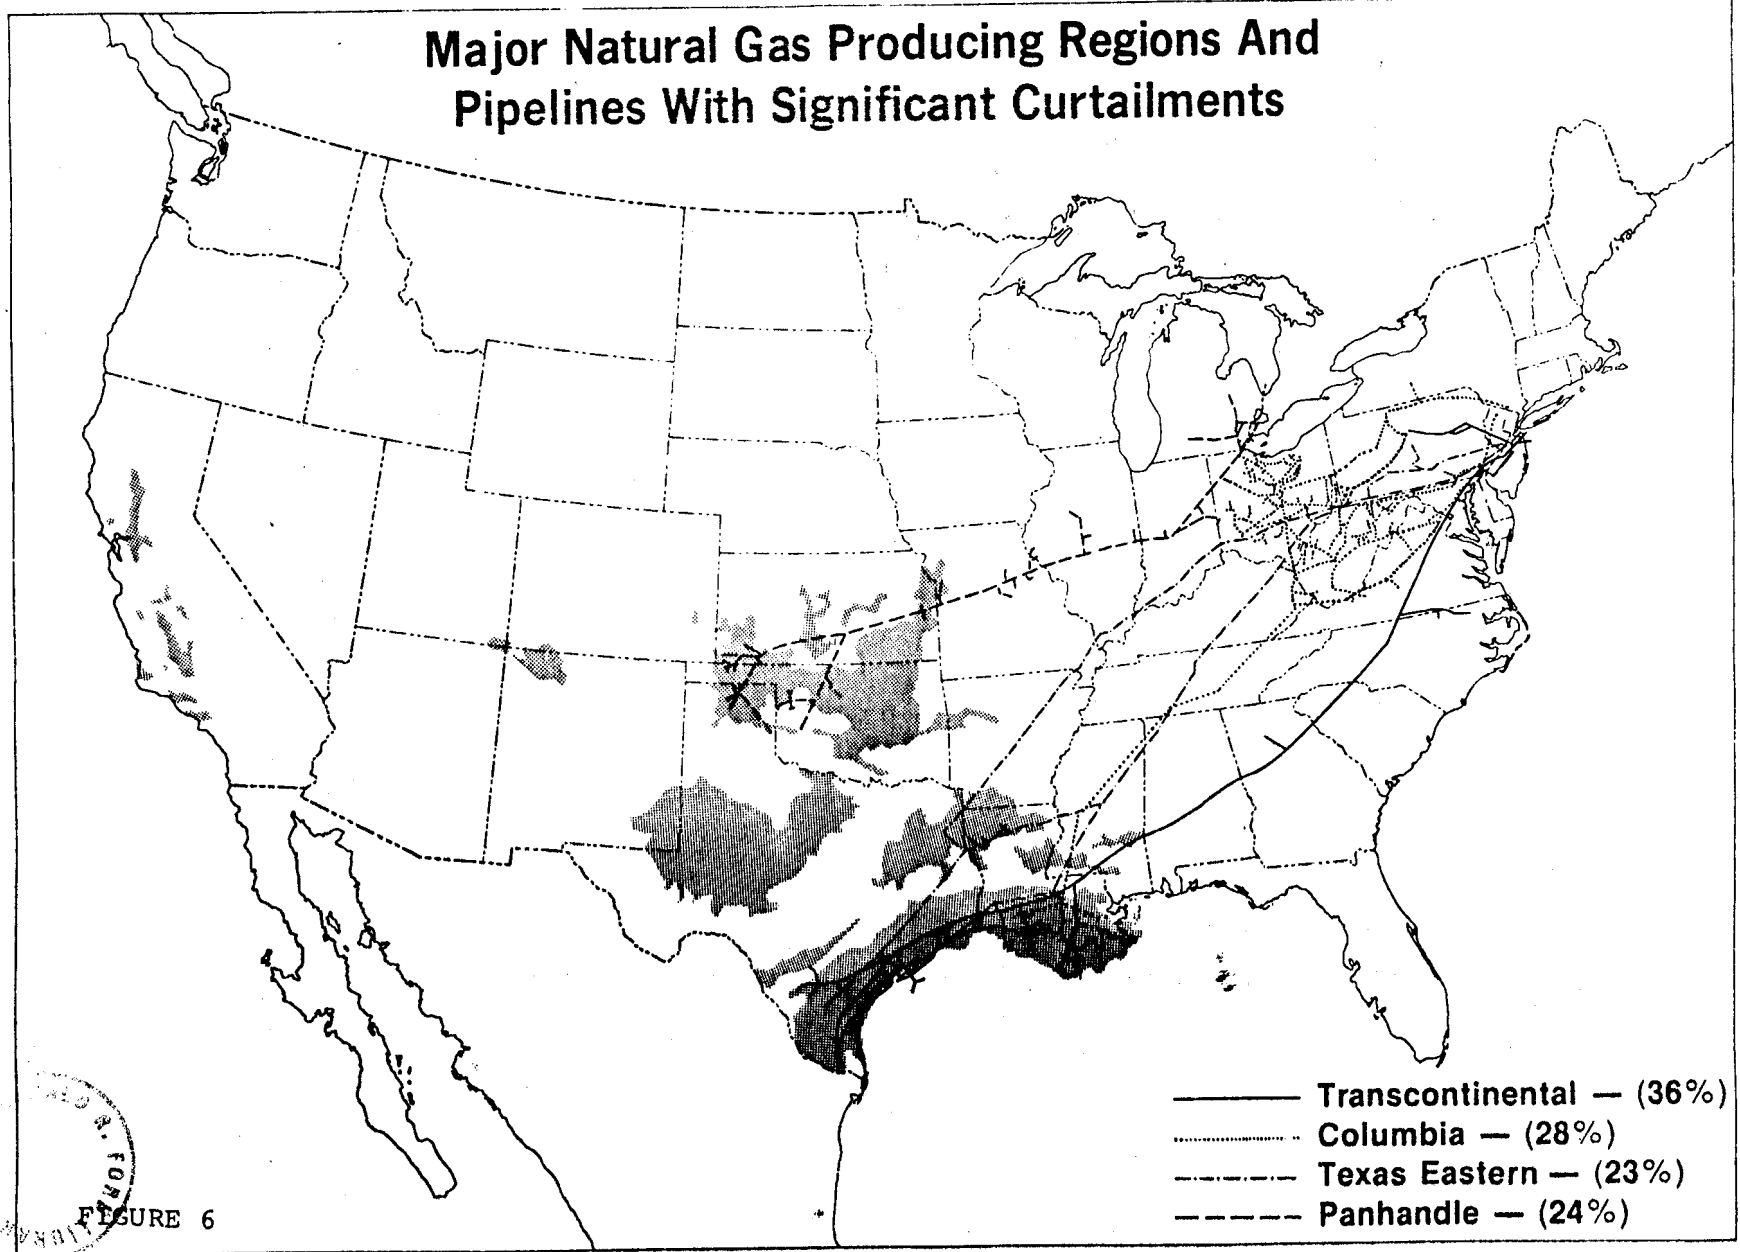 Major Natural Gas Producing Regions And
Pipelines With Significant Curtailments
Transcontinental — (36%)
Columbia — (28%)
Texas Eastern — (23%)
Panhandle — (24%)
FIGURE 6